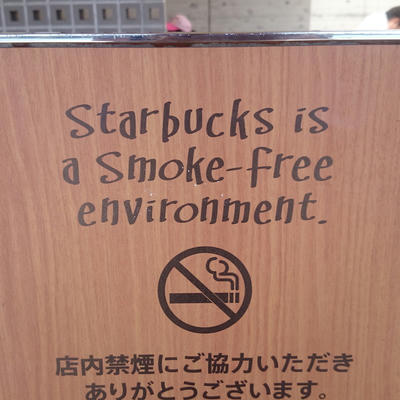 Starbucks is
a Smoke-free
environment.
店内禁煙にご協力いただき
ありがとうございます。